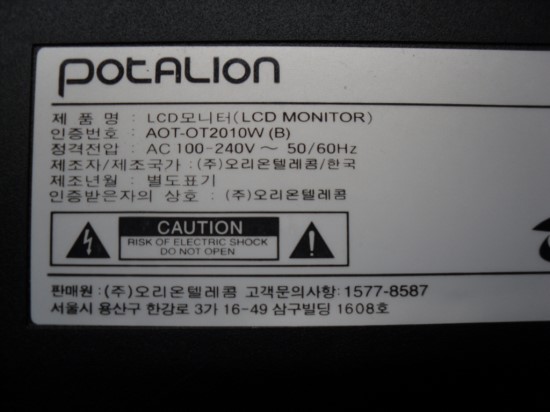 POTALION
제 품 명 : LCD모니터(LCD MONITOR)
인증번호 : AOT-OT2010W (B)
정격전압 : AC 100-240V ~ 50/60Hz
제조자/제조국가 : (주)오리온텔레콤/한국
제조년월 : 별도표기
인증받은자의 상호 : (주)오리온텔레콤
CAUTION
RISK OF ELECTRIC SHOCK
DO NOT OPEN
판매원 : (주)오리온텔레콤 고객문의사항: 1577-8587
서울시 용산구 한강로 3가 16-49 삼구빌딩 1608호